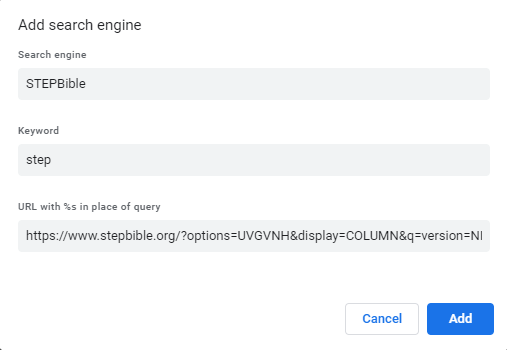 Add search engine
Search engine
STEPBible
Keyword
step
URL with %s in place of query
https://www.stepbible.org/?options=UVGVNH&display=COLUMN&q=version=NI
Cancel
Add